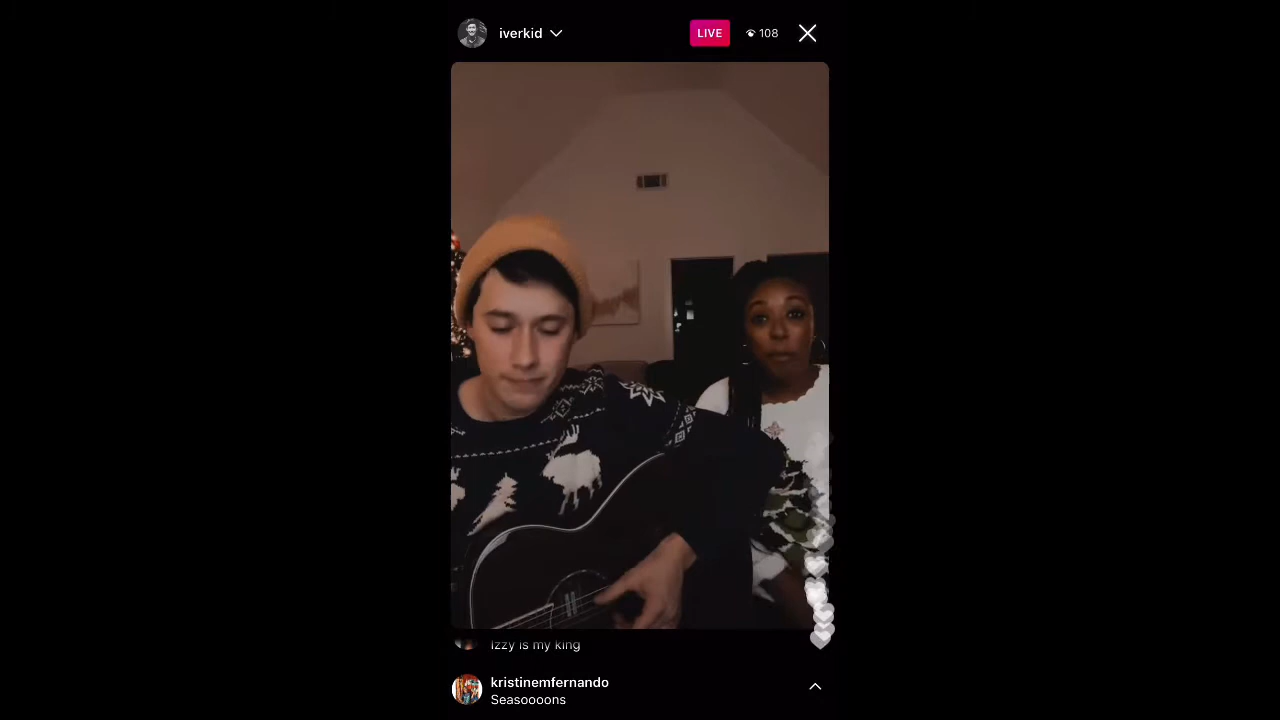 iverkid
LIVE
108
Izzy is my king
kristinemfernando
Seasoooons